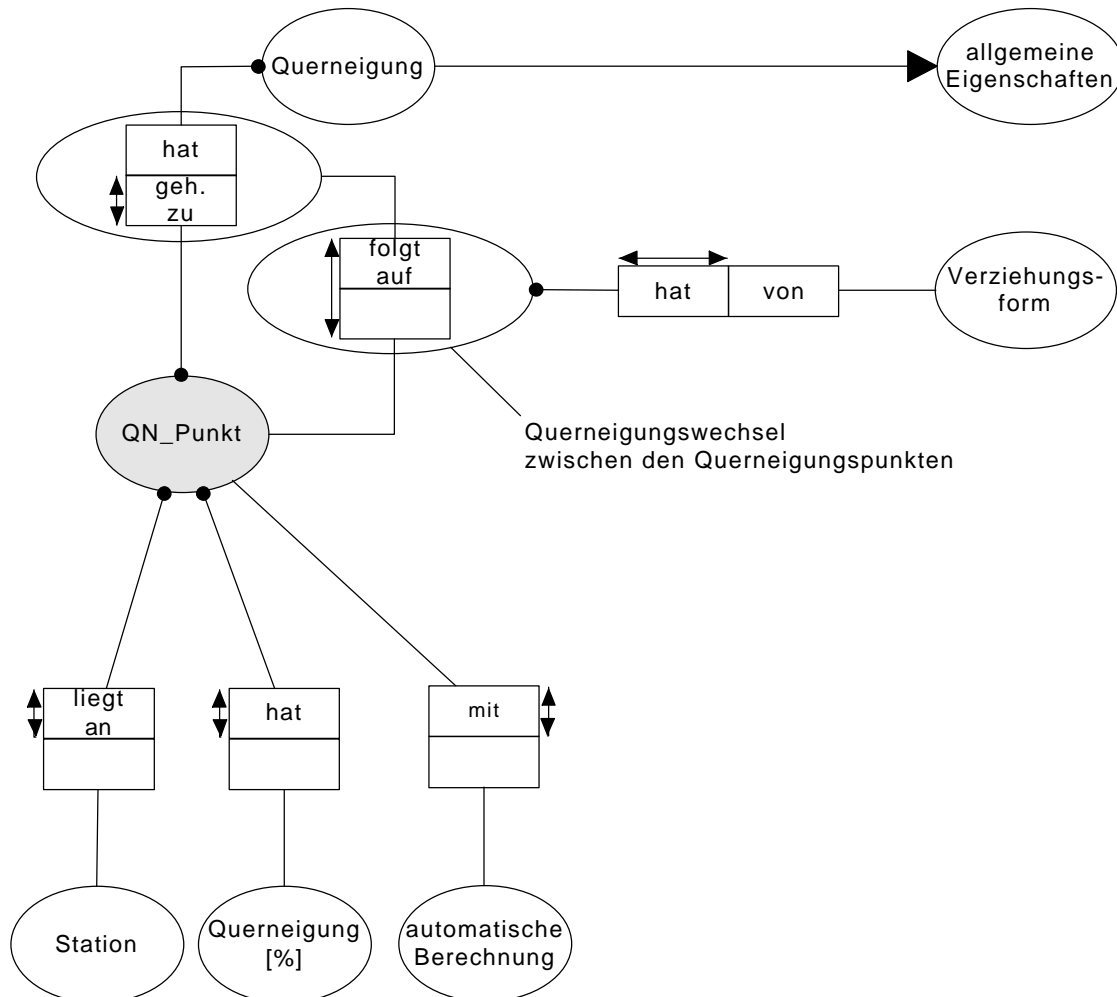 Querneigung
allgemeine
Eigenschaften
hat
geh.
zu
folgt
auf
hat
von
Verziehungs-
form
QN_Punkt
Querneigungswechsel
zwischen den Querneigungspunkten
liegt
an
hat
mit
Station
Querneigung
[%]
automatische
Berechnung